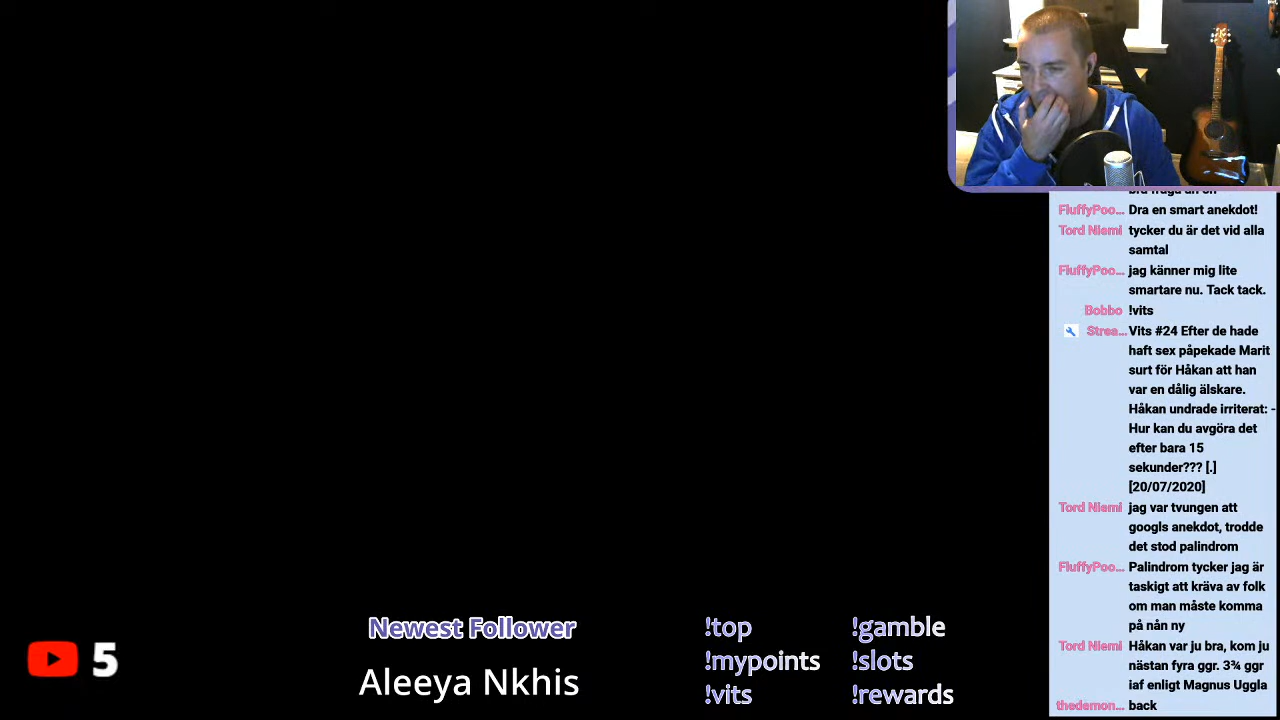 FluffyPoo... Dra en smart anekdot!
Tord Niemi tycker du är det vid alla
samtal
FluffyPoo... jag känner mig lite
smartare nu. Tack tack.
Bobbo !vits
Strea... Vits #24 Efter de hade
haft sex påpekade Marit
surt för Håkan att han
var en dålig älskare.
Håkan undrade irriterat: -
Hur kan du avgöra det
efter bara 15
sekunder??? [.]
[20/07/2020]
Tord Niemi jag var tvungen att
googls anekdot, trodde
det stod palindrom
FluffyPoo... Palindrom tycker jag är
taskigt att kräva av folk
om man måste komma
på nån ny
Tord Niemi Håkan var ju bra, kom ju
nästan fyra ggr. 3¾ ggr
iaf enligt Magnus Uggla
thedemon... back
Newest Follower
Aleeya Nkhis
!top !gamble
!mypoints !slots
!vits !rewards
5